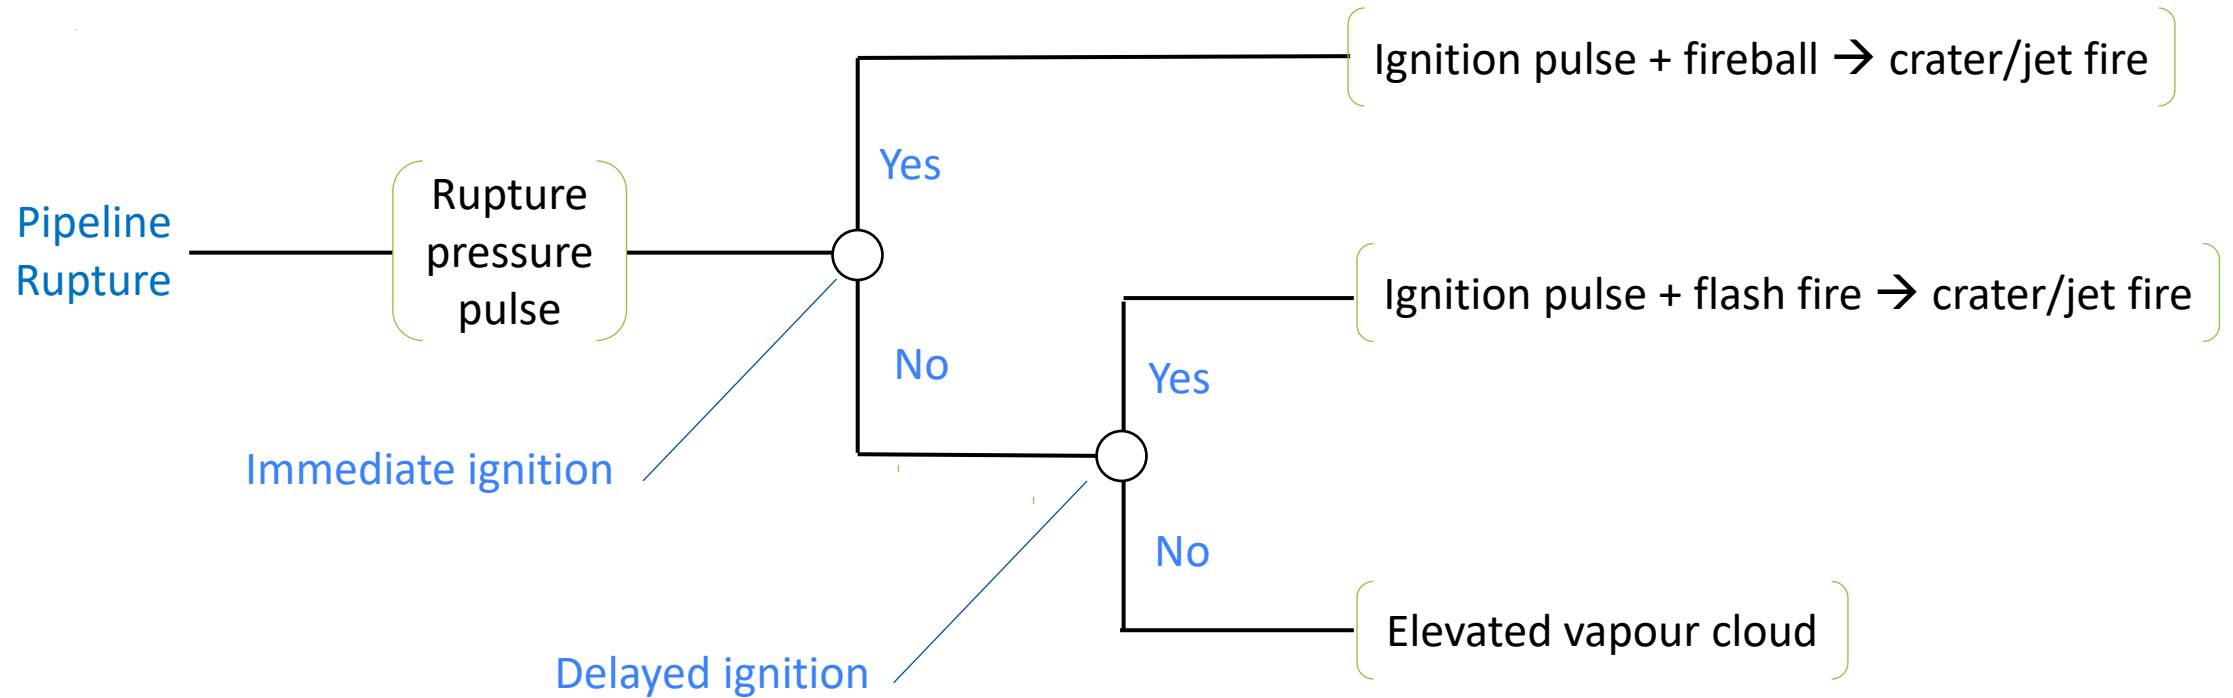 Ignition pulse + fireball → crater/jet fire
Yes
Pipeline
Rupture
Rupture
pressure
pulse
Ignition pulse + flash fire → crater/jet fire
No
Yes
Immediate ignition
No
Elevated vapour cloud
Delayed ignition